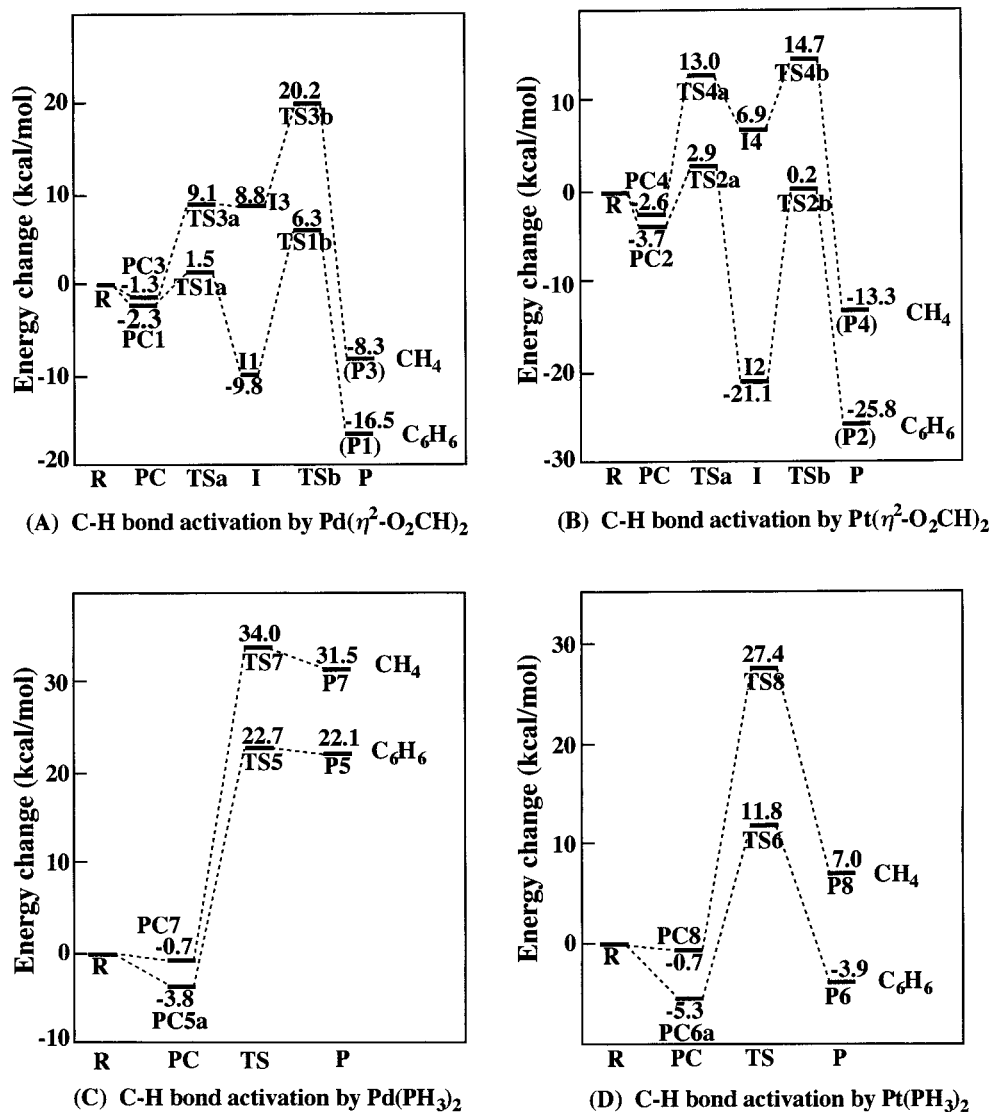 Energy change (kcal/mol)
20
10
0
-10
-20
R
PC3
-1.3
-2.3
PC1
9.1
TS3a
1.5
TS1a
8.8 I3
I1
-9.8
20.2
TS3b
6.3
TS1b
-8.3
(P3)
CH4
-16.5
(P1)
C6H6
R PC TSa I TSb P
(A) C-H bond activation by Pd(η²-O2CH)2
Energy change (kcal/mol)
10
0
-10
-20
-30
R
PC4
-2.6
-3.7
PC2
13.0
TS4a
2.9
TS2a
6.9
I4
I2
-21.1
14.7
TS4b
0.2
TS2b
-13.3
(P4)
CH4
-25.8
(P2)
C6H6
R PC TSa I TSb P
(B) C-H bond activation by Pt(η²-O2CH)2
Energy change (kcal/mol)
30
20
10
0
-10
R
PC7
-0.7
-3.8
PC5a
34.0
TS7
22.7
TS5
31.5
P7
CH4
22.1
P5
C6H6
R PC TS P
(C) C-H bond activation by Pd(PH3)2
Energy change (kcal/mol)
30
20
10
0
R
PC8
-0.7
-5.3
PC6a
27.4
TS8
11.8
TS6
7.0
P8
CH4
-3.9
P6
C6H6
R PC TS P
(D) C-H bond activation by Pt(PH3)2